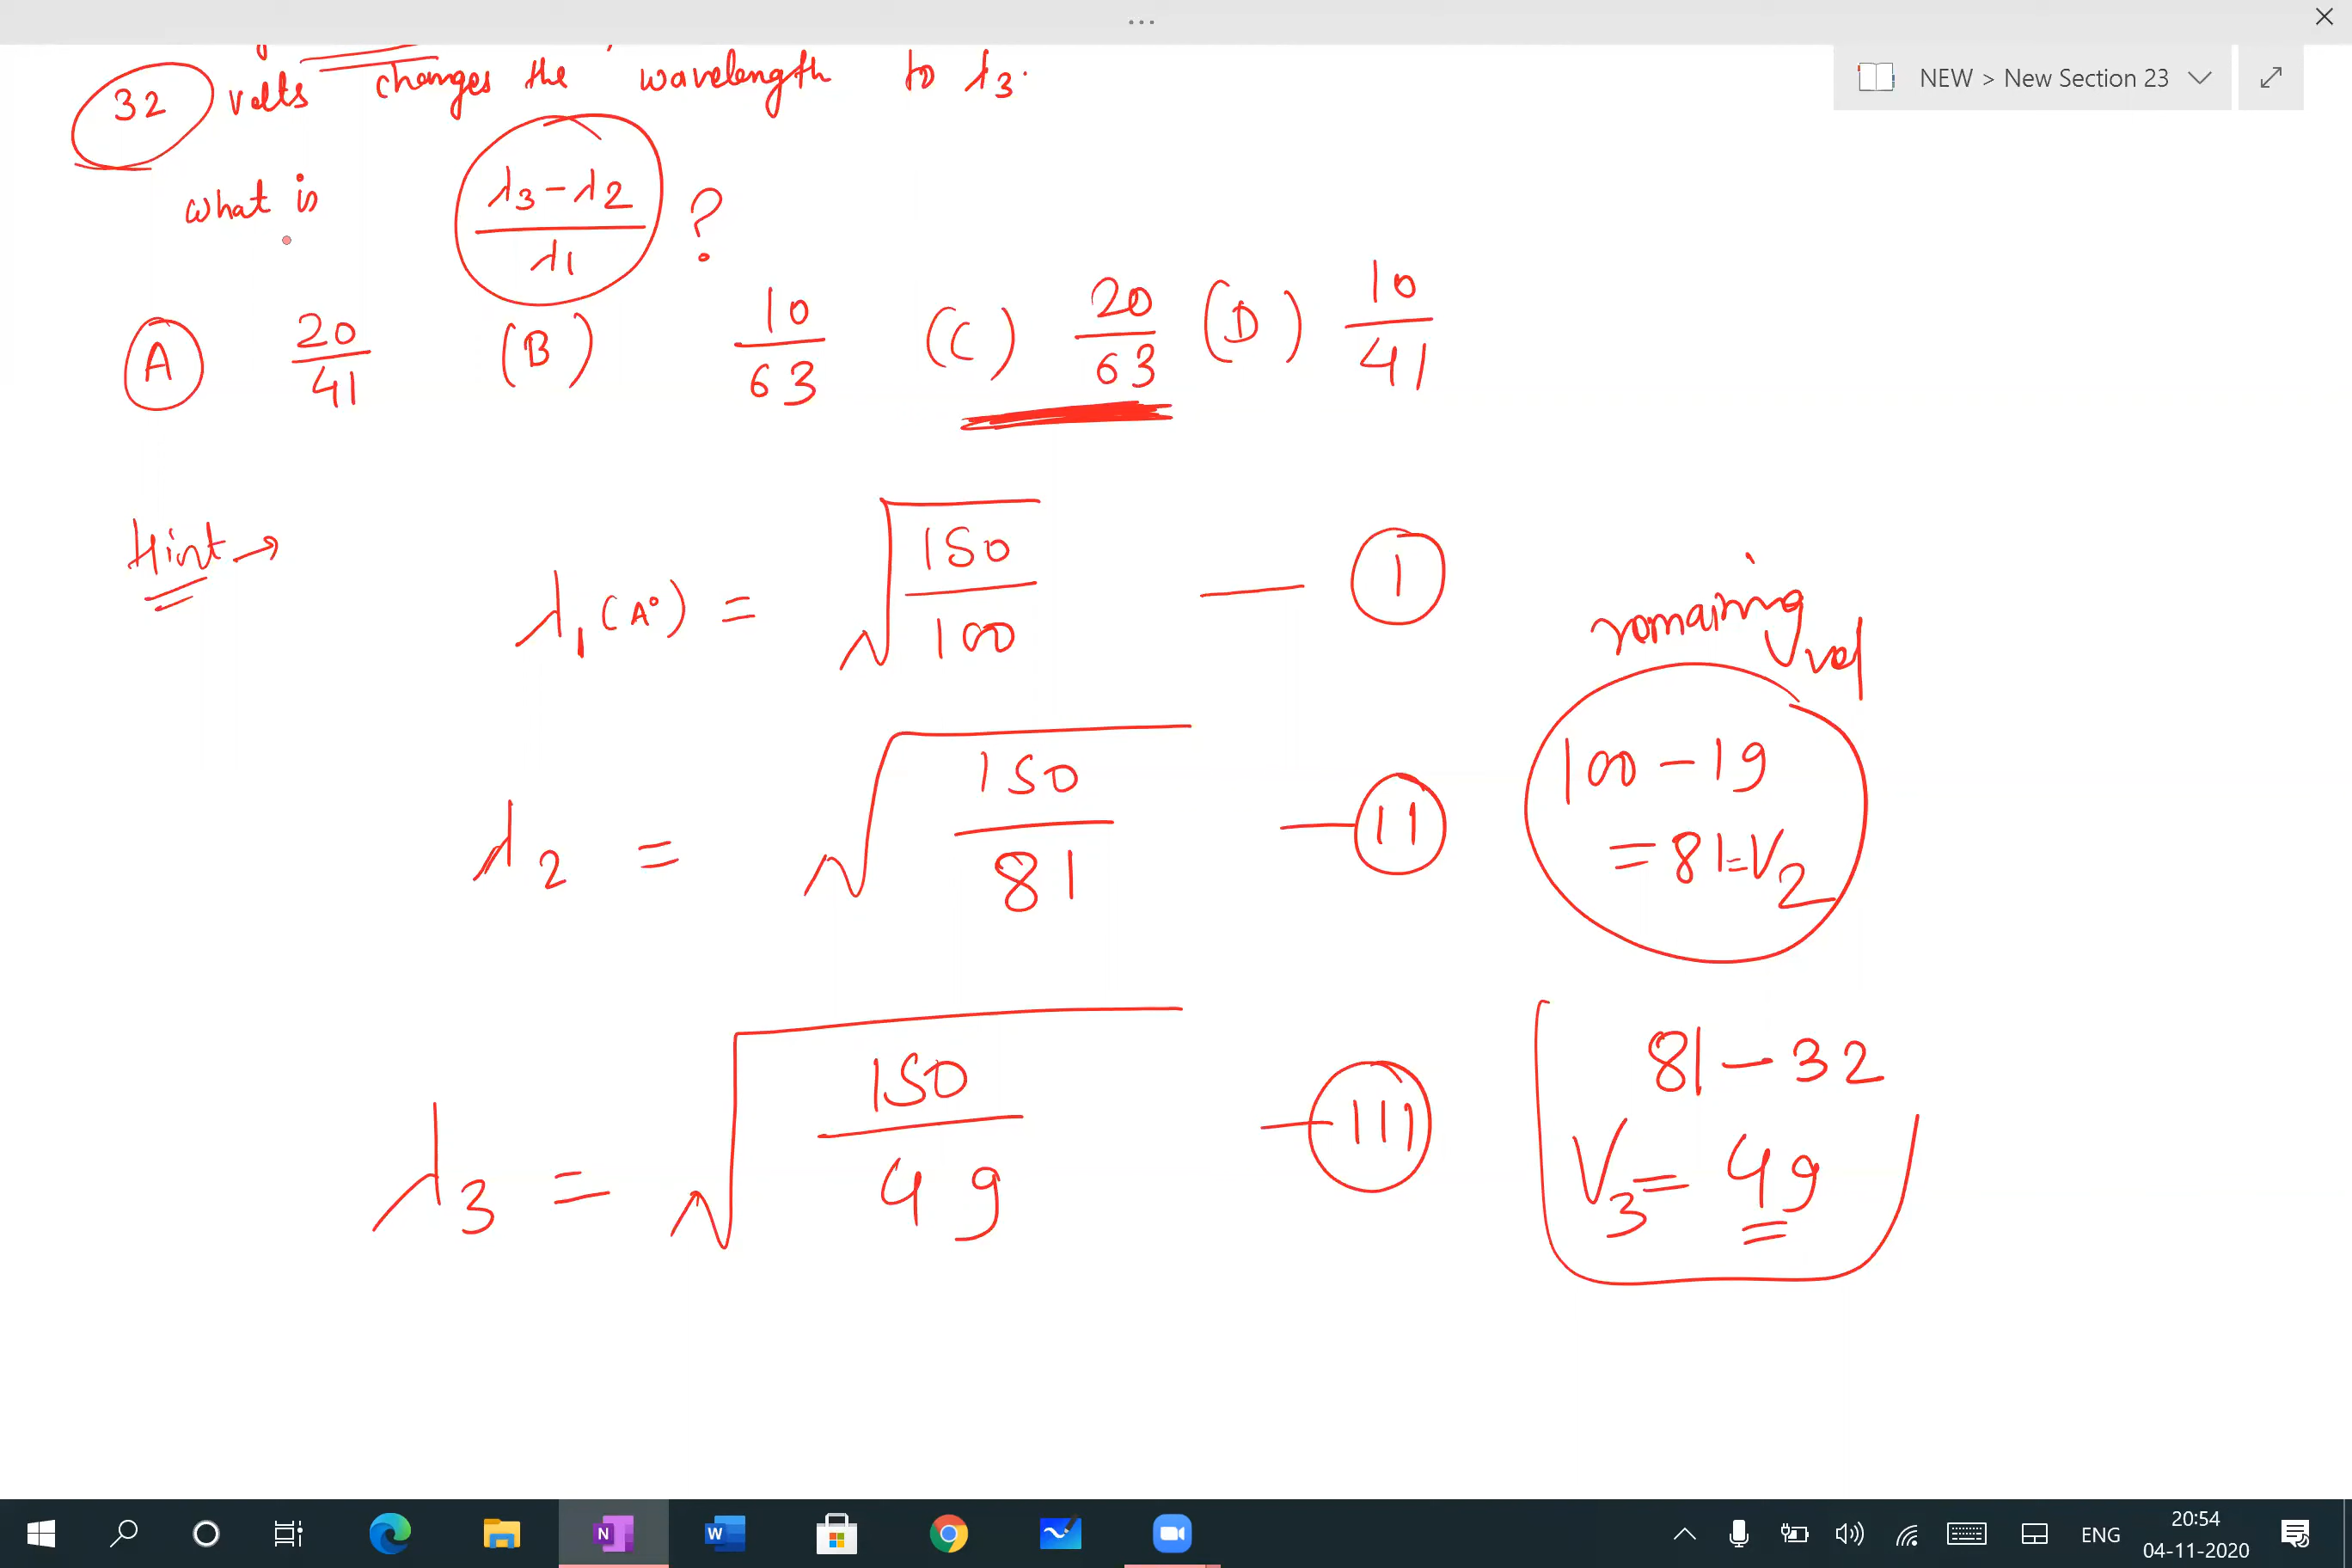 ...
NEW > New Section 23
32 volts changes the wavelength to λ3.
what is (λ3 - λ2)/λ1 ?
(A) 20/41 (B) 10/63 (C) 20/63 (D) 10/41
Hint →
λ1 (A°) = √(150/100) — (I)
λ2 = √(150/81) — (II)
remaining vol
100 - 19
= 81 = V2
λ3 = √(150/49) — (III)
81 - 32
V3 = 49
ENG
20:54
04-11-2020